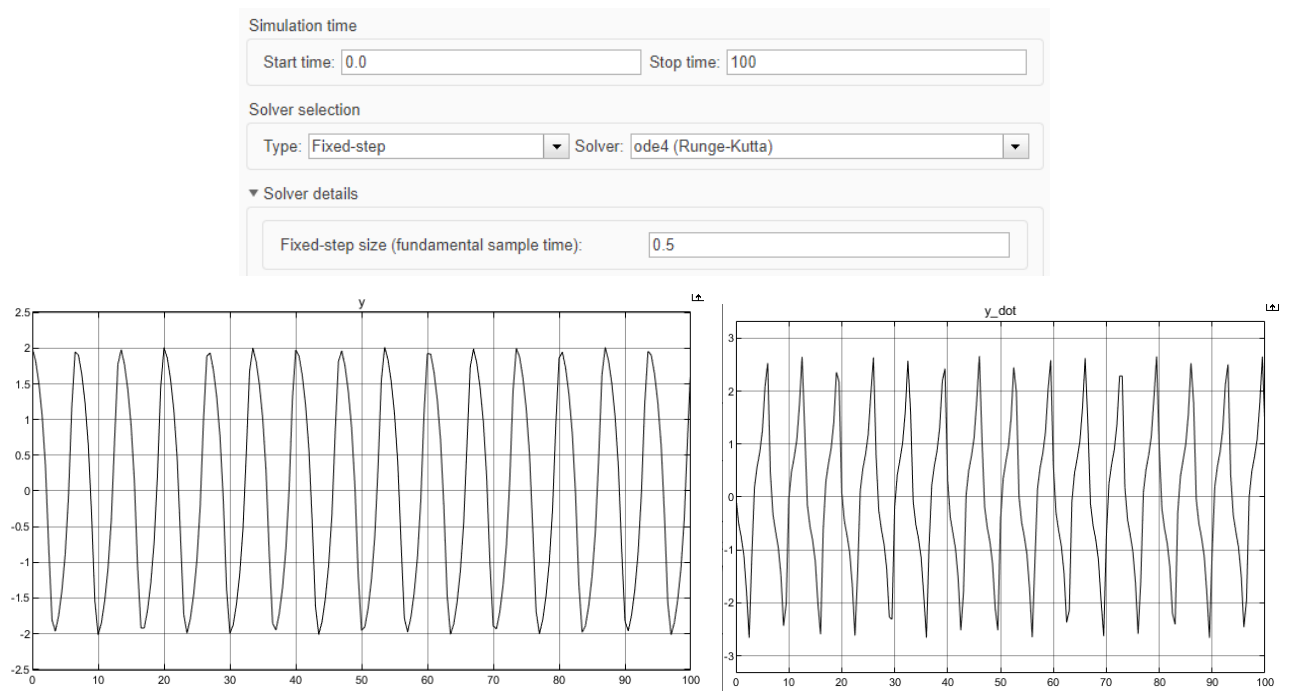 Simulation time
Start time: 0.0 Stop time: 100
Solver selection
Type: Fixed-step Solver: ode4 (Runge-Kutta)
Solver details
Fixed-step size (fundamental sample time): 0.5
y
2.5
2
1.5
1
0.5
0
-0.5
-1
-1.5
-2
-2.5
0 10 20 30 40 50 60 70 80 90 100
y_dot
3
2
1
0
-1
-2
-3
0 10 20 30 40 50 60 70 80 90 100